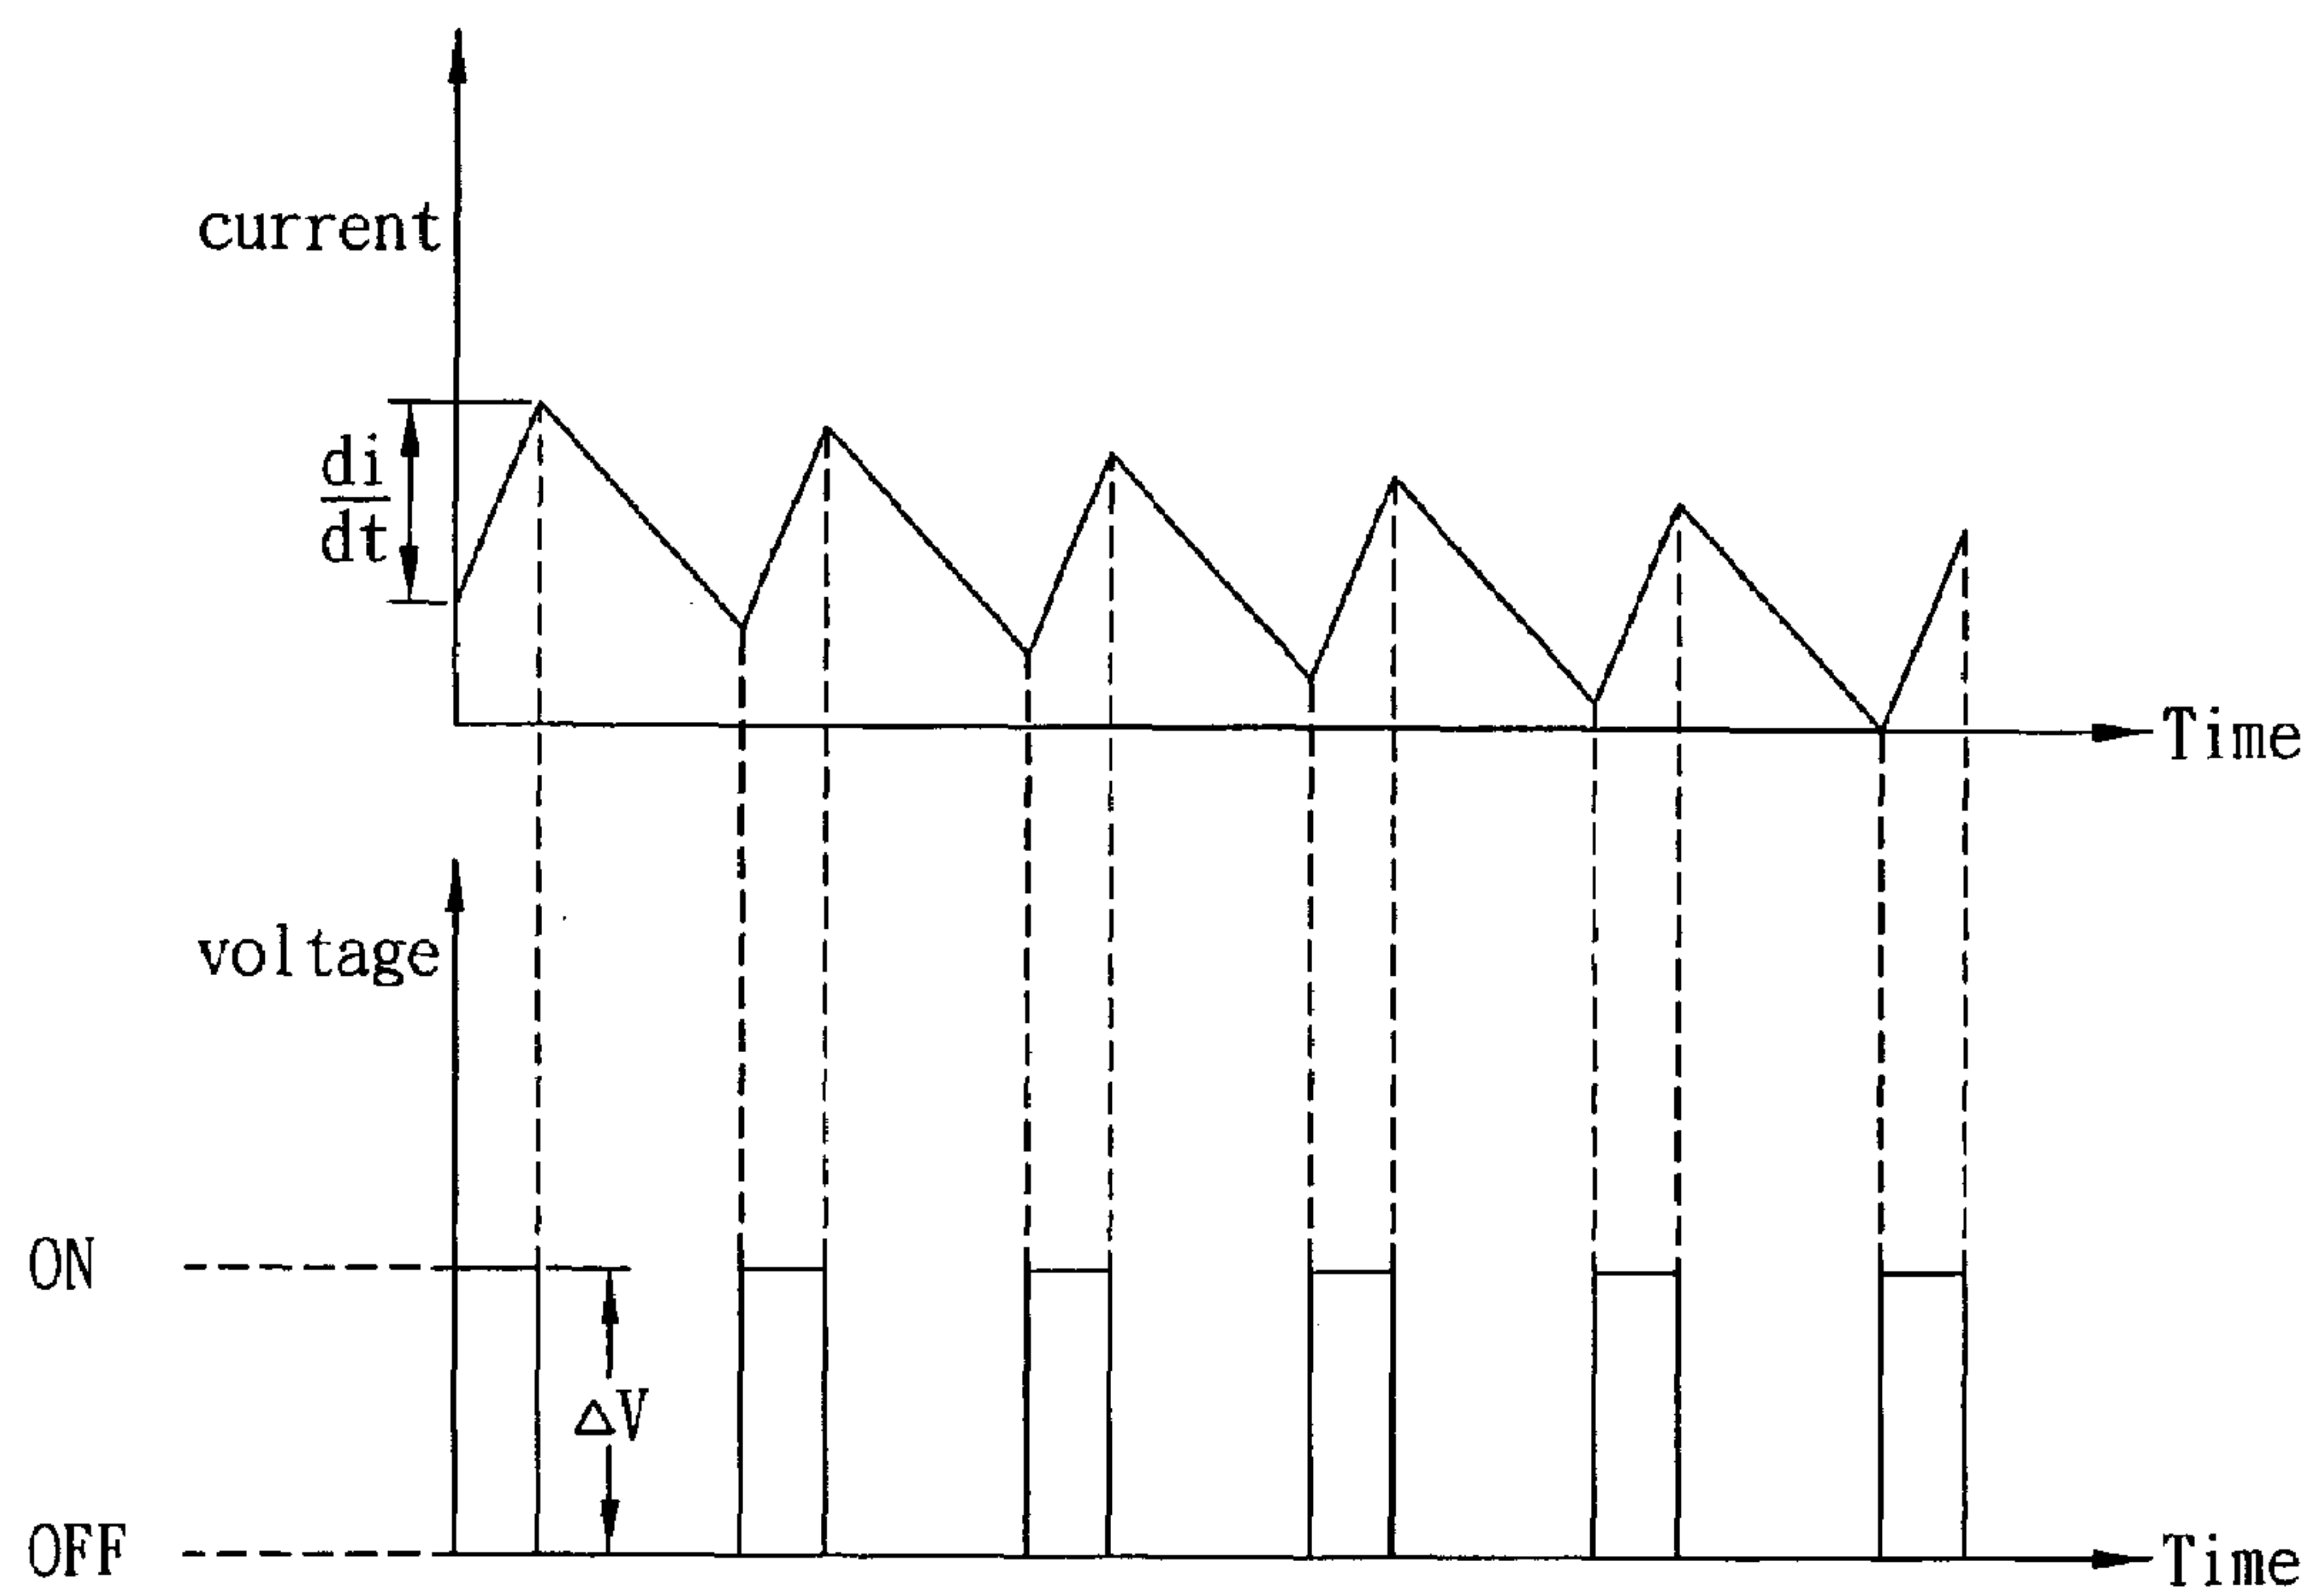 current
di
dt
Time
voltage
ON
ΔV
OFF
Time